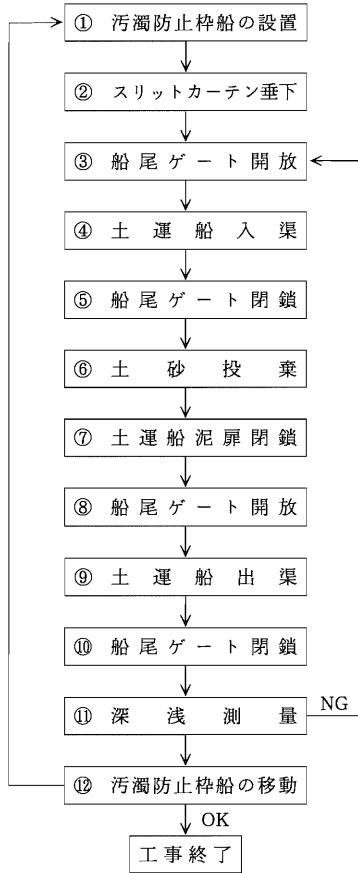 ① 汚濁防止枠船の設置
② スリットカーテン垂下
③ 船尾ゲート開放
④ 土運船入渠
⑤ 船尾ゲート閉鎖
⑥ 土砂投棄
⑦ 土運船泥扉閉鎖
⑧ 船尾ゲート開放
⑨ 土運船出渠
⑩ 船尾ゲート閉鎖
⑪ 深浅測量
NG
⑫ 汚濁防止枠船の移動
OK
工事終了